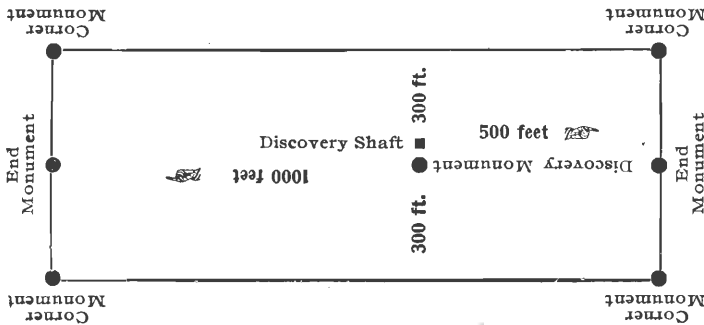 Corner
Monument
Corner
Monument
End
Monument
300 ft.
500 feet
Discovery Shaft
Discovery Monument
1000 feet
300 ft.
End
Monument
Corner
Monument
Corner
Monument